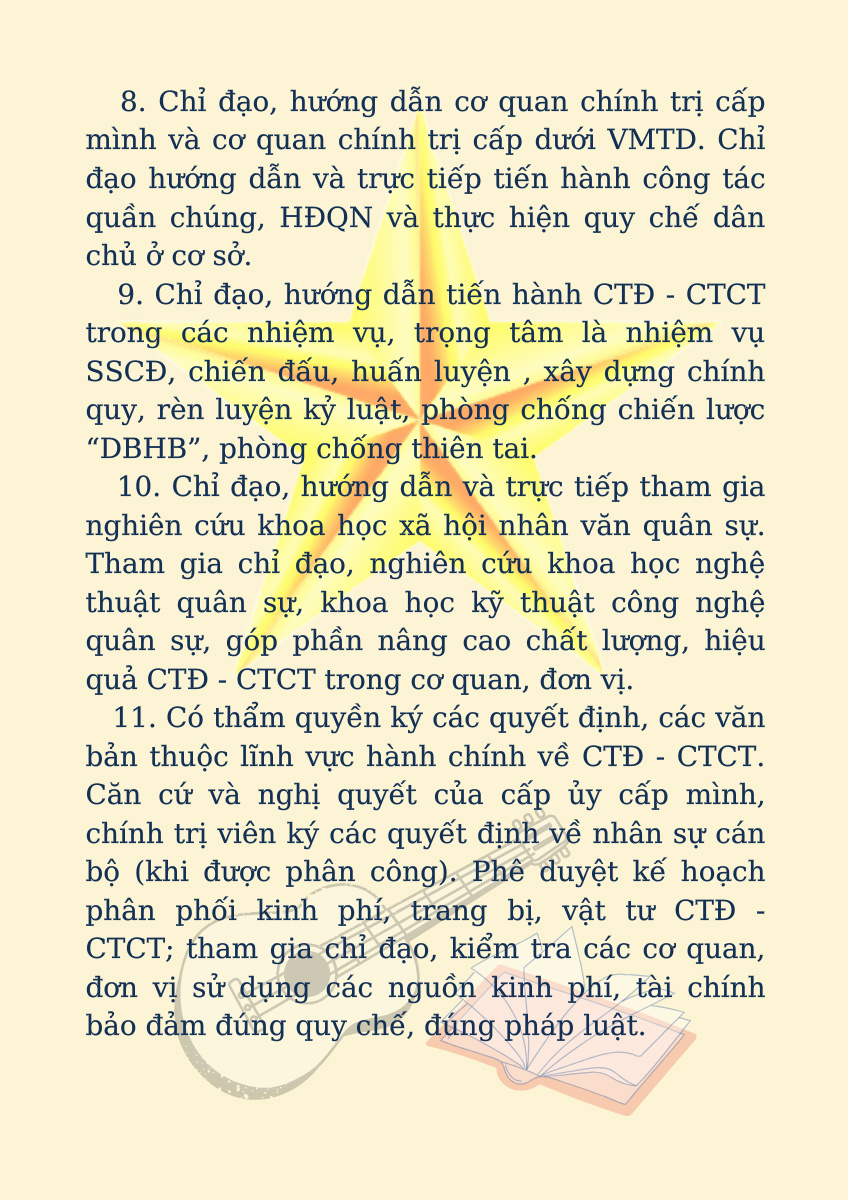 8. Chỉ đạo, hướng dẫn cơ quan chính trị cấp
mình và cơ quan chính trị cấp dưới VMTD. Chỉ
đạo hướng dẫn và trực tiếp tiến hành công tác
quần chúng, HĐQN và thực hiện quy chế dân
chủ ở cơ sở.
9. Chỉ đạo, hướng dẫn tiến hành CTĐ - CTCT
trong các nhiệm vụ, trọng tâm là nhiệm vụ
SSCĐ, chiến đấu, huấn luyện , xây dựng chính
quy, rèn luyện kỷ luật, phòng chống chiến lược
“DBHB”, phòng chống thiên tai.
10. Chỉ đạo, hướng dẫn và trực tiếp tham gia
nghiên cứu khoa học xã hội nhân văn quân sự.
Tham gia chỉ đạo, nghiên cứu khoa học nghệ
thuật quân sự, khoa học kỹ thuật công nghệ
quân sự, góp phần nâng cao chất lượng, hiệu
quả CTĐ - CTCT trong cơ quan, đơn vị.
11. Có thẩm quyền ký các quyết định, các văn
bản thuộc lĩnh vực hành chính về CTĐ - CTCT.
Căn cứ và nghị quyết của cấp ủy cấp mình,
chính trị viên ký các quyết định về nhân sự cán
bộ (khi được phân công). Phê duyệt kế hoạch
phân phối kinh phí, trang bị, vật tư CTĐ -
CTCT; tham gia chỉ đạo, kiểm tra các cơ quan,
đơn vị sử dụng các nguồn kinh phí, tài chính
bảo đảm đúng quy chế, đúng pháp luật.